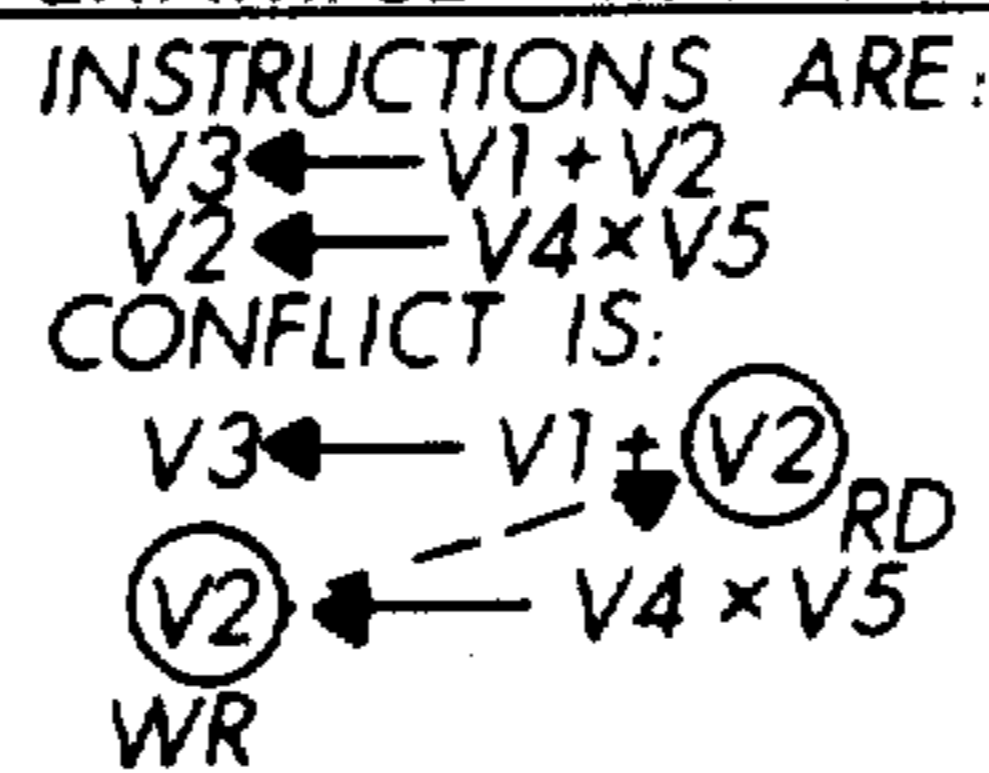 INSTRUCTIONS ARE:
V3 ← V1 + V2
V2 ← V4 × V5
CONFLICT IS:
V3 ← V1 + V2
RD
V2 ← V4 × V5
WR